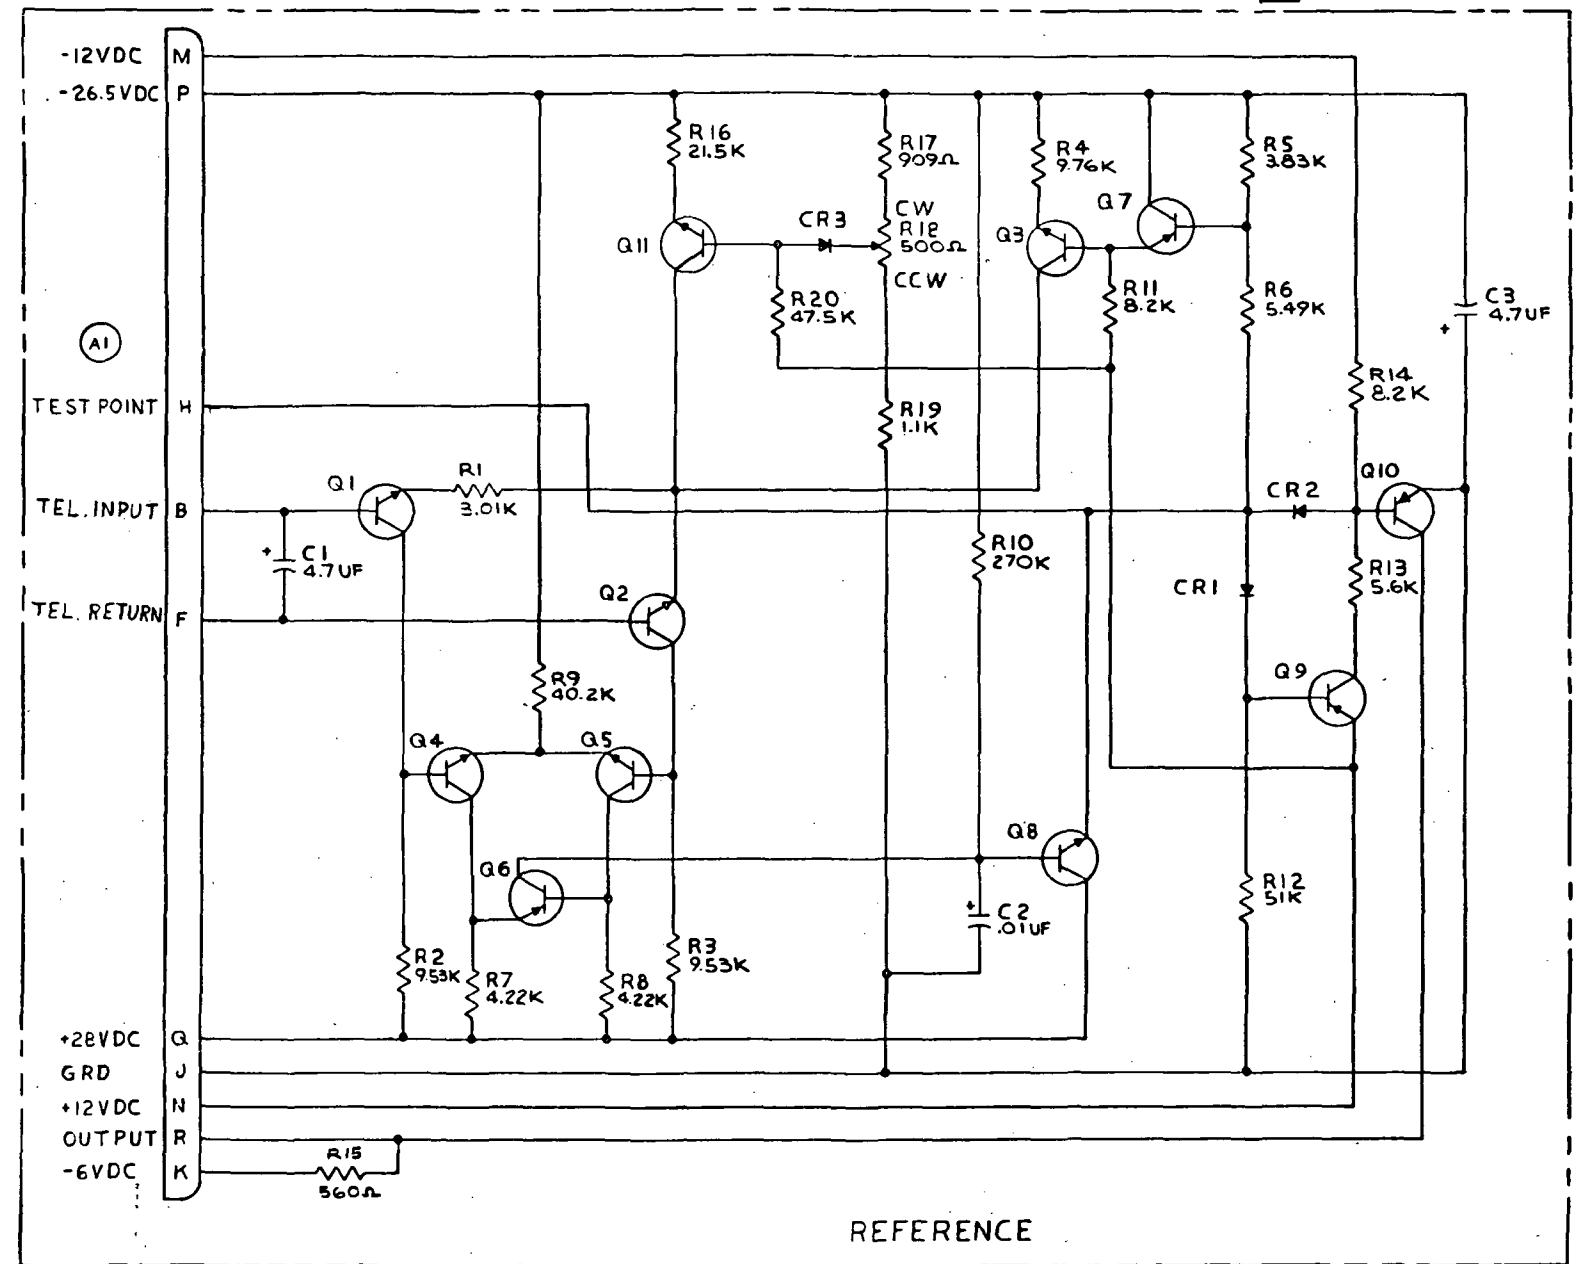 -12VDC M
-26.5VDC P
R16
21.5K
R17
909Ω
R4
9.76K
R5
3.83K
Q7
CW
CR3
R18
500Ω
Q11
Q3
CCW
R20
47.5K
R11
8.2K
R6
5.49K
C3
4.7UF
+
A1
R14
8.2K
TEST POINT H
R19
1.1K
Q1
R1
3.01K
Q10
CR2
TEL. INPUT B
+
C1
4.7UF
R10
270K
R13
5.6K
CR1
Q2
TEL. RETURN F
R9
40.2K
Q9
Q4
Q5
Q8
Q6
R12
51K
+
C2
.01UF
R2
9.53K
R7
4.22K
R8
4.22K
R3
9.53K
+28VDC Q
GRD J
+12VDC N
OUTPUT R
R15
-6VDC K
560Ω
REFERENCE